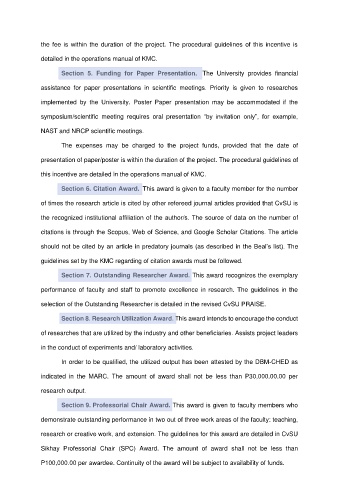 the fee is within the duration of the project. The procedural guidelines of this incentive is
detailed in the operations manual of KMC.
Section 5. Funding for Paper Presentation. The University provides financial
assistance for paper presentations in scientific meetings. Priority is given to researches
implemented by the University. Poster Paper presentation may be accommodated if the
symposium/scientific meeting requires oral presentation "by invitation only", for example,
NAST and NRCP scientific meetings.
The expenses may be charged to the project funds, provided that the date of
presentation of paper/poster is within the duration of the project. The procedural guidelines of
this incentive are detailed in the operations manual of KMC.
Section 6. Citation Award. This award is given to a faculty member for the number
of times the research article is cited by other refereed journal articles provided that CvSU is
the recognized institutional affiliation of the author/s. The source of data on the number of
citations is through the Scopus, Web of Science, and Google Scholar Citations. The article
should not be cited by an article in predatory journals (as described in the Beal's list). The
guidelines set by the KMC regarding of citation awards must be followed.
Section 7. Outstanding Researcher Award. This award recognizes the exemplary
performance of faculty and staff to promote excellence in research. The guidelines in the
selection of the Outstanding Researcher is detailed in the revised CvSU PRAISE.
Section 8. Research Utilization Award. This award intends to encourage the conduct
of researches that are utilized by the industry and other beneficiaries. Assists project leaders
in the conduct of experiments and/ laboratory activities.
In order to be qualified, the utilized output has been attested by the DBM-CHED as
indicated in the MARC. The amount of award shall not be less than P30,000,00.00 per
research output.
Section 9. Professorial Chair Award. This award is given to faculty members who
demonstrate outstanding performance in two out of three work areas of the faculty; teaching,
research or creative work, and extension. The guidelines for this award are detailed in CvSU
Sikhay Professorial Chair (SPC) Award. The amount of award shall not be less than
P100,000.00 per awardee. Continuity of the award will be subject to availability of funds.